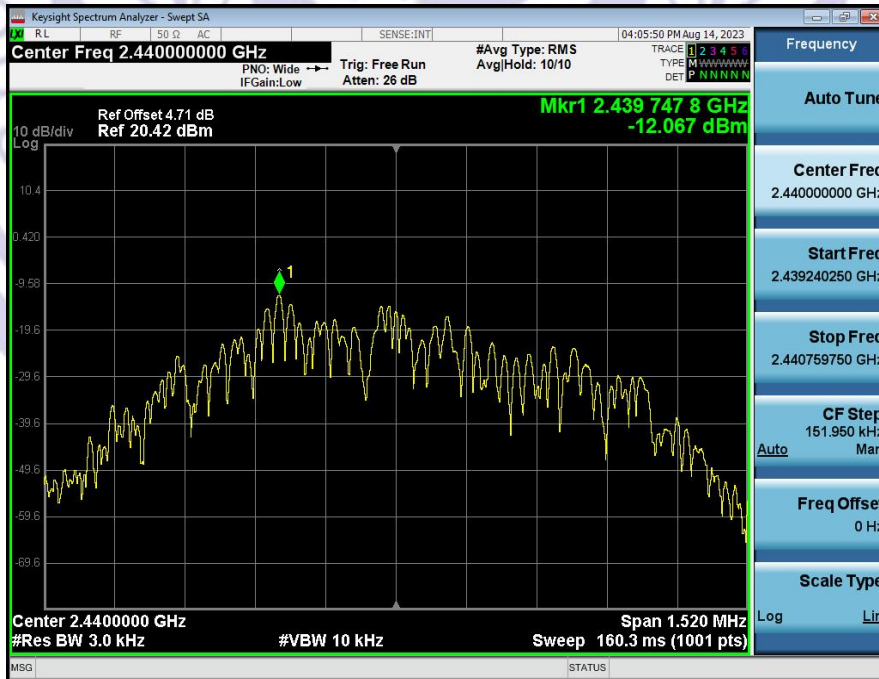 Keysight Spectrum Analyzer - Swept SA
LXI RL RF 50 Ω AC SENSE:INT 04:05:50 PM Aug 14, 2023
Center Freq 2.440000000 GHz
PNO: Wide
IFGain:Low
Trig: Free Run
Atten: 26 dB
#Avg Type: RMS
Avg|Hold: 10/10
TRACE 1 2 3 4 5 6
TYPE M WWWWW
DET P N N N N N
Ref Offset 4.71 dB
10 dB/div Ref 20.42 dBm
Log
Mkr1 2.439 747 8 GHz
-12.067 dBm
10.4
0.420
-9.58
-19.6
-29.6
-39.6
-49.6
-59.6
-69.6
1
Center 2.4400000 GHz Span 1.520 MHz
#Res BW 3.0 kHz #VBW 10 kHz Sweep 160.3 ms (1001 pts)
MSG STATUS
Frequency
Auto Tune
Center Freq
2.440000000 GHz
Start Freq
2.439240250 GHz
Stop Freq
2.440759750 GHz
CF Step
151.950 kHz
Auto Man
Freq Offset
0 Hz
Scale Type
Log Lin